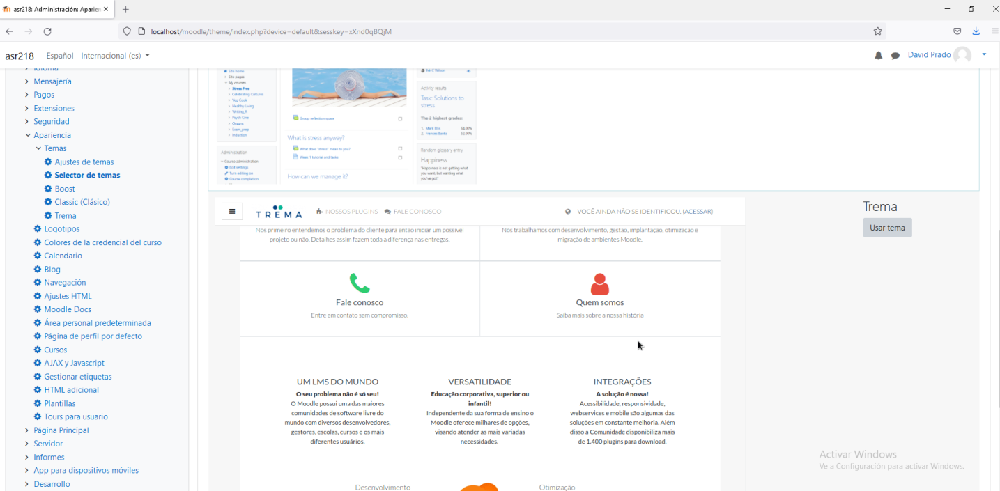 asr218: Administración: Aparien
localhost/moodle/theme/index.php?device=default&sesskey=xXnd0qBQjM
asr218 Español - Internacional (es)
David Prado
Idioma
Mensajería
Pagos
Extensiones
Seguridad
Apariencia
Temas
Ajustes de temas
Selector de temas
Boost
Classic (Clásico)
Trema
Logotipos
Colores de la credencial del curso
Calendario
Blog
Navegación
Ajustes HTML
Moodle Docs
Área personal predeterminada
Página de perfil por defecto
Cursos
AJAX y Javascript
Gestionar etiquetas
HTML adicional
Plantillas
Tours para usuario
Página Principal
Servidor
Informes
App para dispositivos móviles
Desarrollo
Site home
Site pages
My courses
Stress Free
Celebrating Cultures
Veg Cook
Healthy Living
Writing_R
Psych Cine
Oceans
Exam_prep
Induction
Administration
Course administration
Edit settings
Turn editing on
Course completion
Group reflection space
What is stress anyway?
What does "stress" mean to you?
Week 1 tutorial and tasks
How can we manage it?
Mr C Wilson
Activity results
Task: Solutions to
stress
The 2 highest grades:
1. Mark Ellis 64.00%
2. Frances Banks 52.00%
Random glossary entry
Happiness
"Happiness is not getting what
you want, but wanting what
you've got"
TREMA NOSSOS PLUGINS FALE CONOSCO VOCÊ AINDA NÃO SE IDENTIFICOU. (ACESSAR)
Nós primeiro entendemos o problema do cliente para então iniciar um possível
projeto ou não. Detalhes assim fazem toda a diferença nas entregas.
Nós trabalhamos com desenvolvimento, gestão, implantação, otimização e
migração de ambientes Moodle.
Fale conosco
Entre em contato sem compromisso.
Quem somos
Saiba mais sobre a nossa história
UM LMS DO MUNDO
O seu problema não é só seu!
O Moodle possui uma das maiores
comunidades de software livre do
mundo com diversos desenvolvedores,
gestores, escolas, cursos e os mais
diferentes usuários.
VERSATILIDADE
Educação corporativa, superior ou
infantil!
Independente da sua forma de ensino o
Moodle oferece milhares de opções,
visando atender as mais variadas
necessidades.
INTEGRAÇÕES
A solução é nossa!
Acessibilidade, responsividade,
webservices e mobile são algumas das
soluções em constante melhoria. Além
disso a Comunidade disponibiliza mais
de 1.400 plugins para download.
Desenvolvimento
Otimização
Trema
Usar tema
Activar Windows
Ve a Configuración para activar Windows.